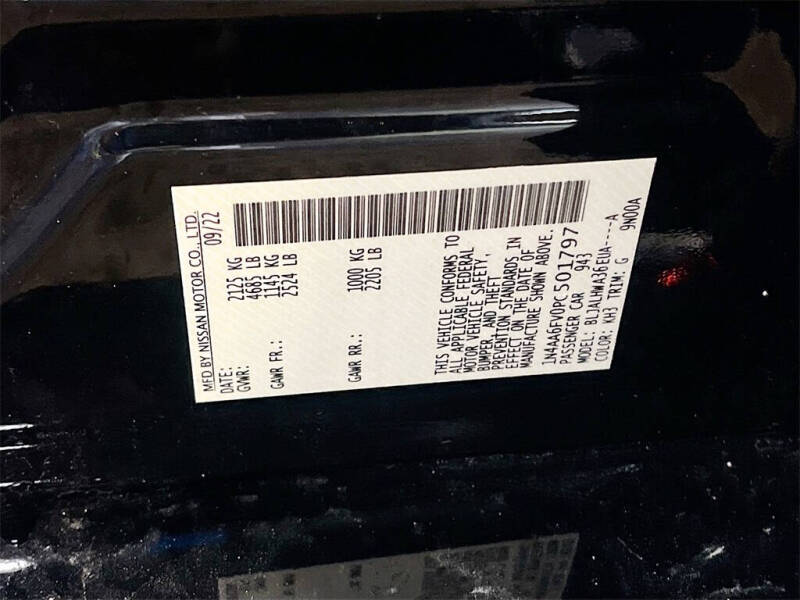 MFD BY NISSAN MOTOR CO., LTD.
DATE: 09/22
GVWR: 2125 KG
4685 LB
GAWR FR.: 1145 KG
2524 LB
GAWR RR.: 1000 KG
2205 LB
THIS VEHICLE CONFORMS TO
ALL APPLICABLE FEDERAL
MOTOR VEHICLE SAFETY,
BUMPER, AND THEFT
PREVENTION STANDARDS IN
EFFECT ON THE DATE OF
MANUFACTURE SHOWN ABOVE.
1N4AA6FV0PC501797
PASSENGER CAR 943
MODEL: BLJALHWA36EUA----A
COLOR: KH3 TRIM: G 9N00A